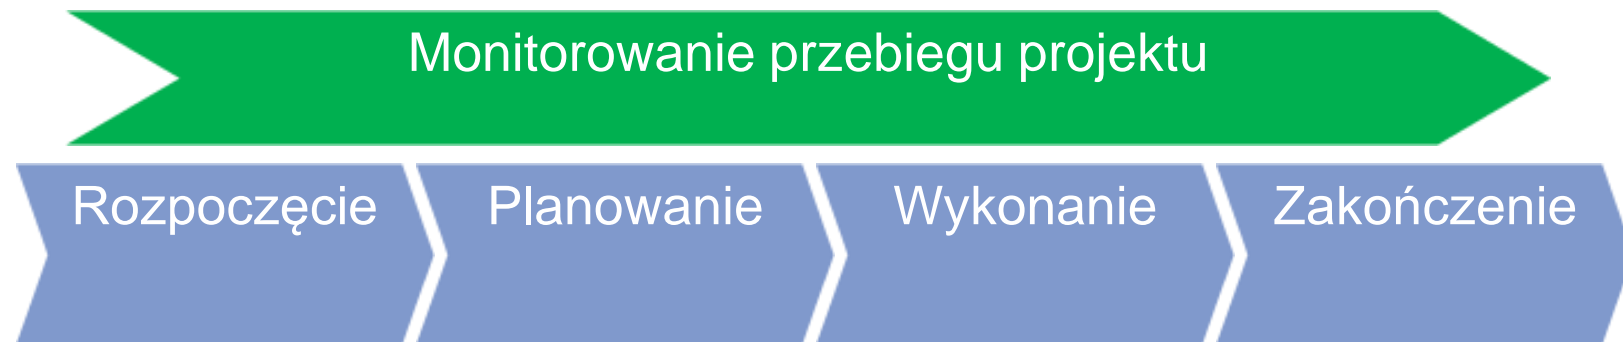 Monitorowanie przebiegu projektu
Rozpoczęcie
Planowanie
Wykonanie
Zakończenie